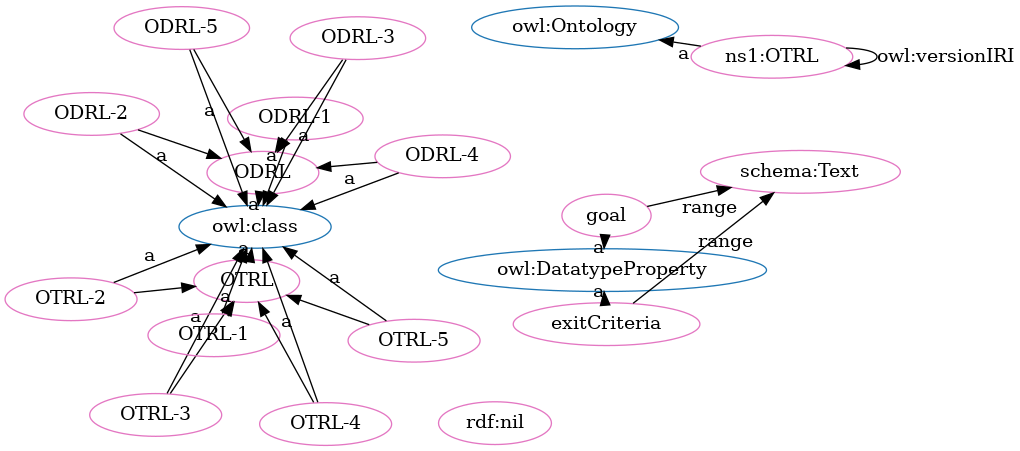 ODRL-5
ODRL-3
owl:Ontology
a
ns1:OTRL
owl:versionIRI
ODRL-2
a
ODRL-1
a
a
a
ODRL
ODRL-4
a
schema:Text
a
owl:class
goal
range
a
a
range
a
OTRL
a
owl:DatatypeProperty
OTRL-2
a
a
a
a
OTRL-1
OTRL-5
exitCriteria
OTRL-3
OTRL-4
rdf:nil